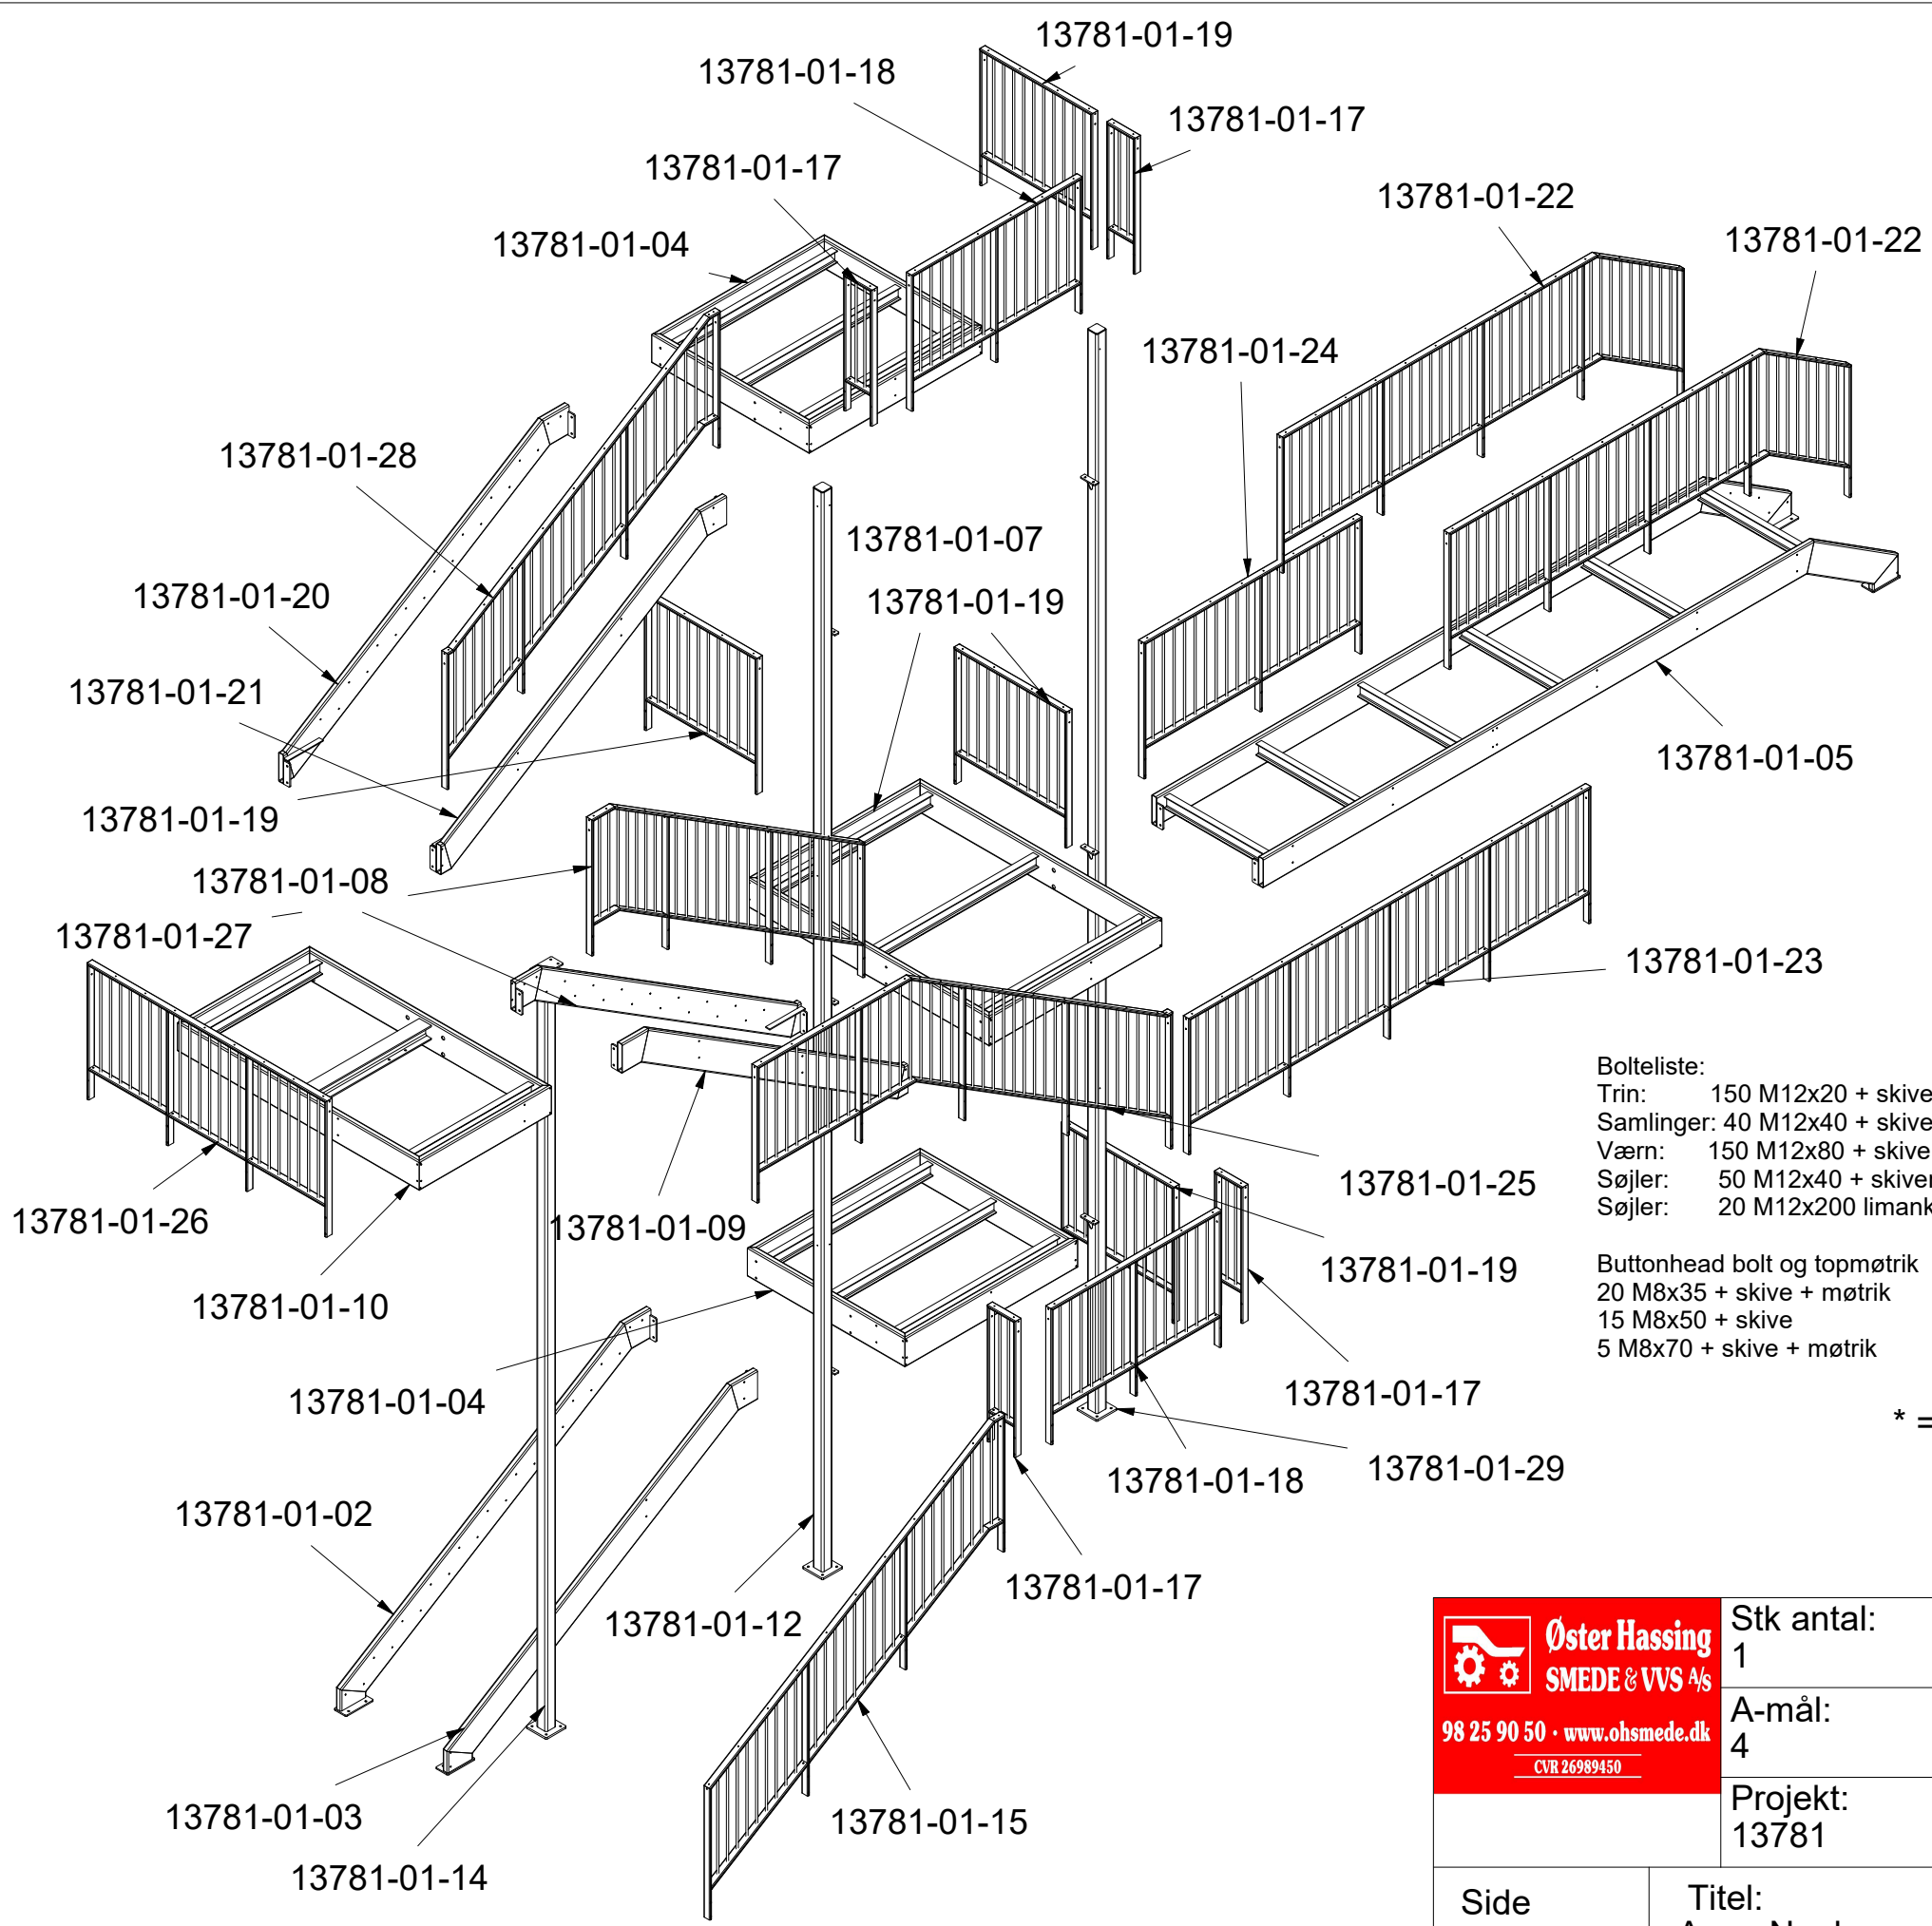 13781-01-19
13781-01-18
13781-01-17
13781-01-17
13781-01-22
13781-01-04
13781-01-22
13781-01-24
13781-01-28
13781-01-07
13781-01-20
13781-01-19
13781-01-21
13781-01-05
13781-01-19
13781-01-08
13781-01-27
13781-01-23
Bolteliste:
Trin: 150 M12x20 + skive
Samlinger: 40 M12x40 + skive
Værn: 150 M12x80 + skive
Søjler: 50 M12x40 + skiver
Søjler: 20 M12x200 limank
13781-01-25
13781-01-26
13781-01-09
13781-01-19
Buttonhead bolt og topmøtrik
20 M8x35 + skive + møtrik
15 M8x50 + skive
5 M8x70 + skive + møtrik
13781-01-10
13781-01-17
13781-01-04
* =
13781-01-29
13781-01-18
13781-01-02
13781-01-17
13781-01-12
13781-01-03
13781-01-15
13781-01-14
Øster Hassing
SMEDE & VVS A/S
98 25 90 50 · www.ohsmede.dk
CVR 26989450
Stk antal:
1
A-mål:
4
Projekt:
13781
Side
Titel: